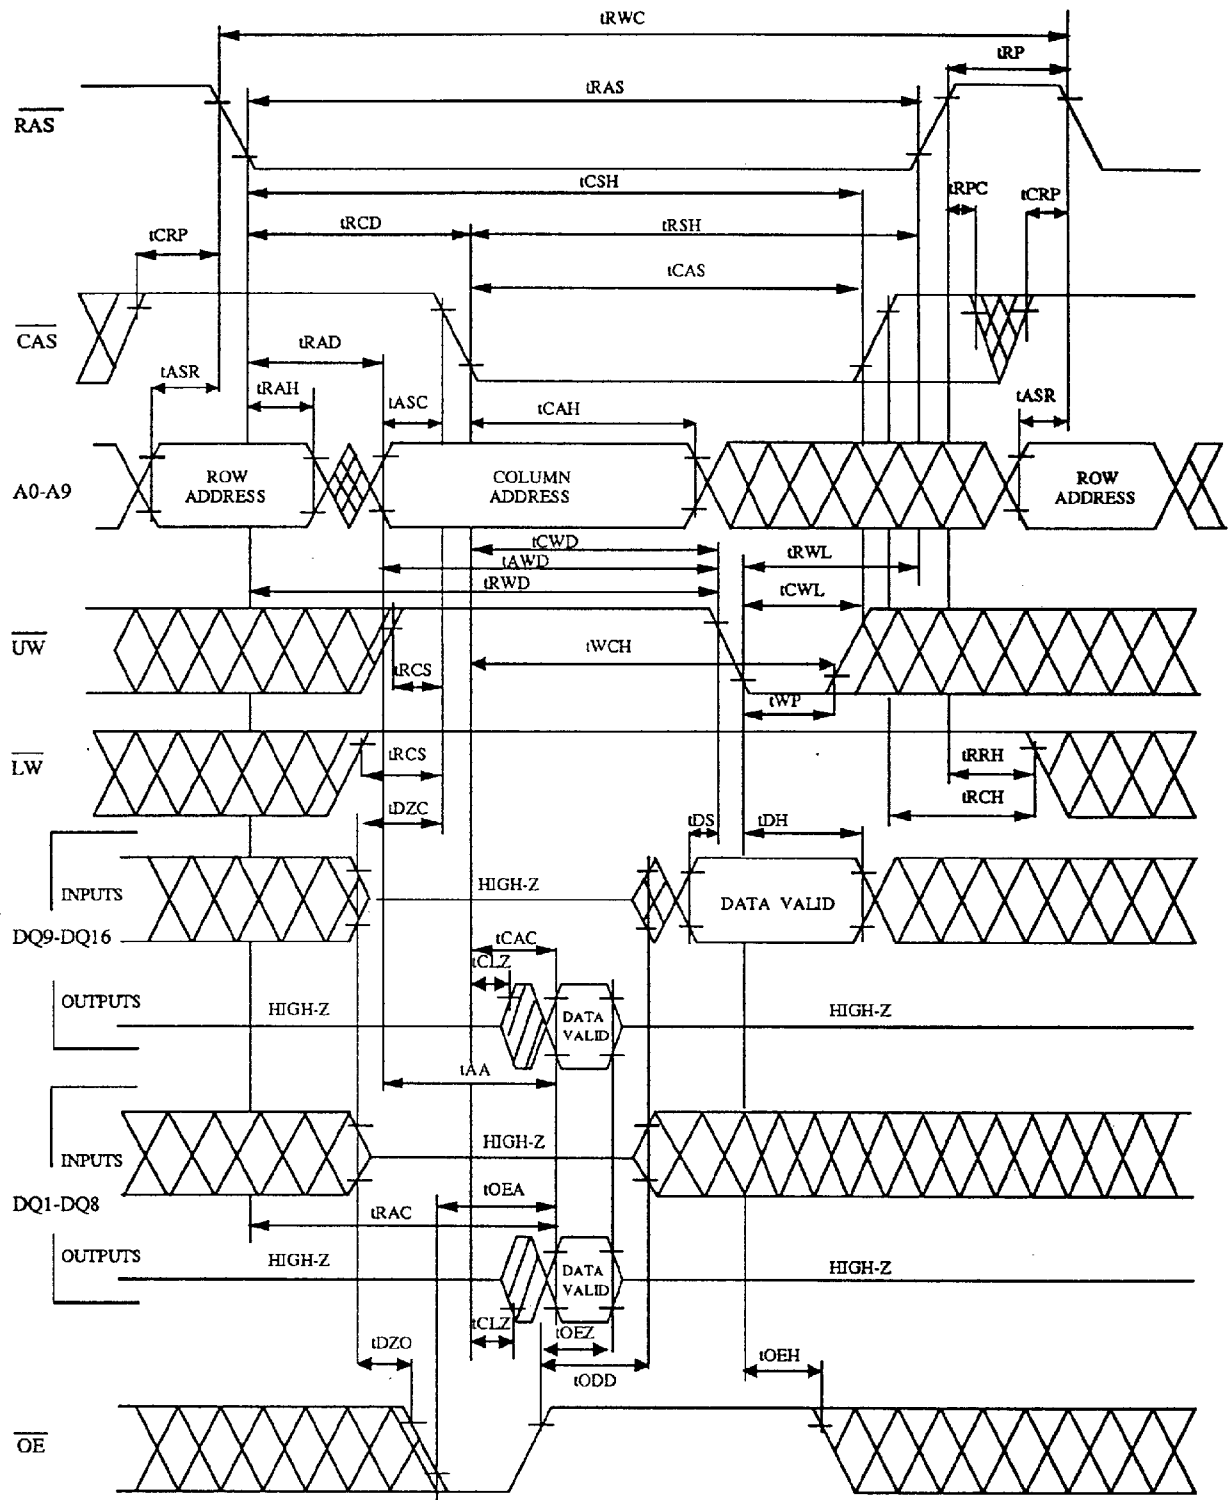 tRWC
tRP
tRAS
RAS
tCSH
tRPC
tCRP
tCRP
tRCD
tRSH
tCAS
CAS
tRAD
tASR
tRAH
tASC
tCAH
tASR
A0-A9
ROW
ADDRESS
COLUMN
ADDRESS
ROW
ADDRESS
tCWD
tAWD
tRWD
tRWL
tCWL
UW
tWCH
tRCS
tWP
LW
tRCS
tRRH
tRCH
tDZC
tDS
tDH
INPUTS
HIGH-Z
DATA VALID
DQ9-DQ16
tCAC
tCLZ
OUTPUTS
HIGH-Z
DATA
VALID
HIGH-Z
tAA
INPUTS
HIGH-Z
DQ1-DQ8
tOEA
tRAC
OUTPUTS
HIGH-Z
DATA
VALID
HIGH-Z
tCLZ
tOEZ
tDZO
tODD
tOEH
OE